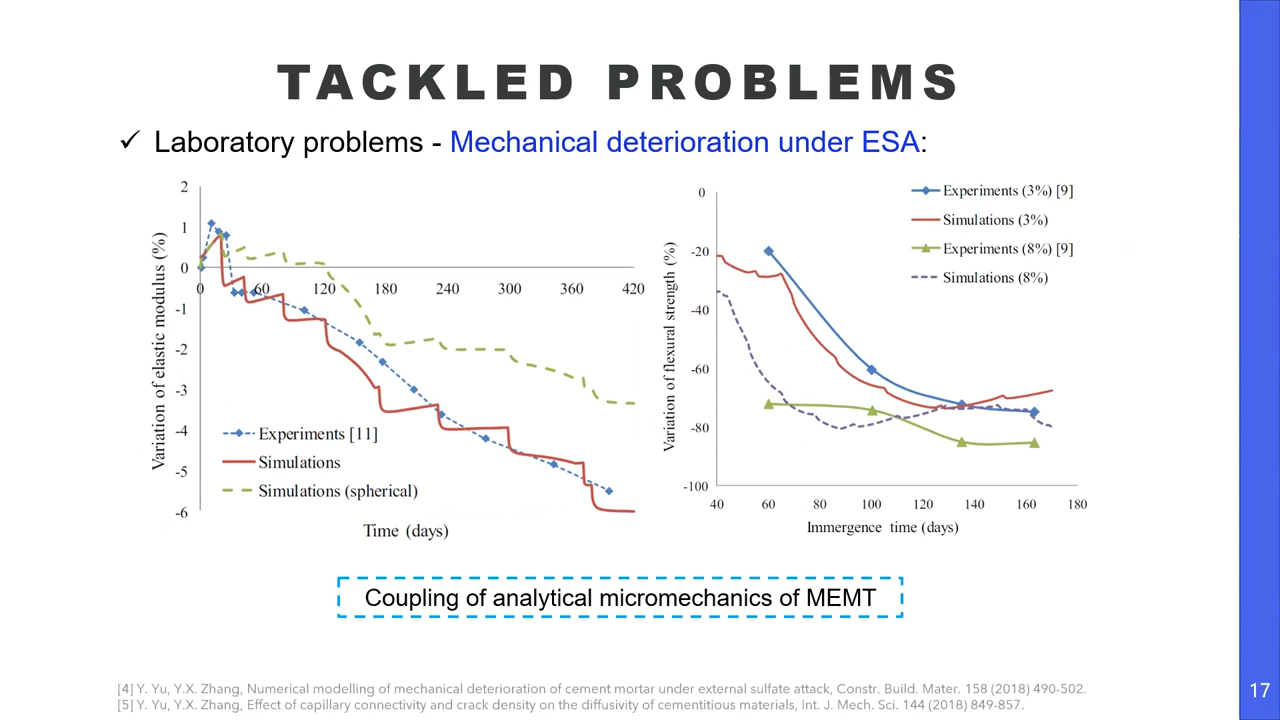 TACKLED PROBLEMS
✓ Laboratory problems - Mechanical deterioration under ESA:
2
1
0
-1
-2
-3
-4
-5
-6
0 60 120 180 240 300 360 420
Variation of elastic modulus (%)
Time (days)
Experiments [11]
Simulations
Simulations (spherical)
0
-20
-40
-60
-80
-100
40 60 80 100 120 140 160 180
Variation of flexural strength (%)
Immergence time (days)
Experiments (3%) [9]
Simulations (3%)
Experiments (8%) [9]
Simulations (8%)
Coupling of analytical micromechanics of MEMT
[4] Y. Yu, Y.X. Zhang, Numerical modelling of mechanical deterioration of cement mortar under external sulfate attack, Constr. Build. Mater. 158 (2018) 490-502.
[5] Y. Yu, Y.X. Zhang, Effect of capillary connectivity and crack density on the diffusivity of cementitious materials, Int. J. Mech. Sci. 144 (2018) 849-857.
17